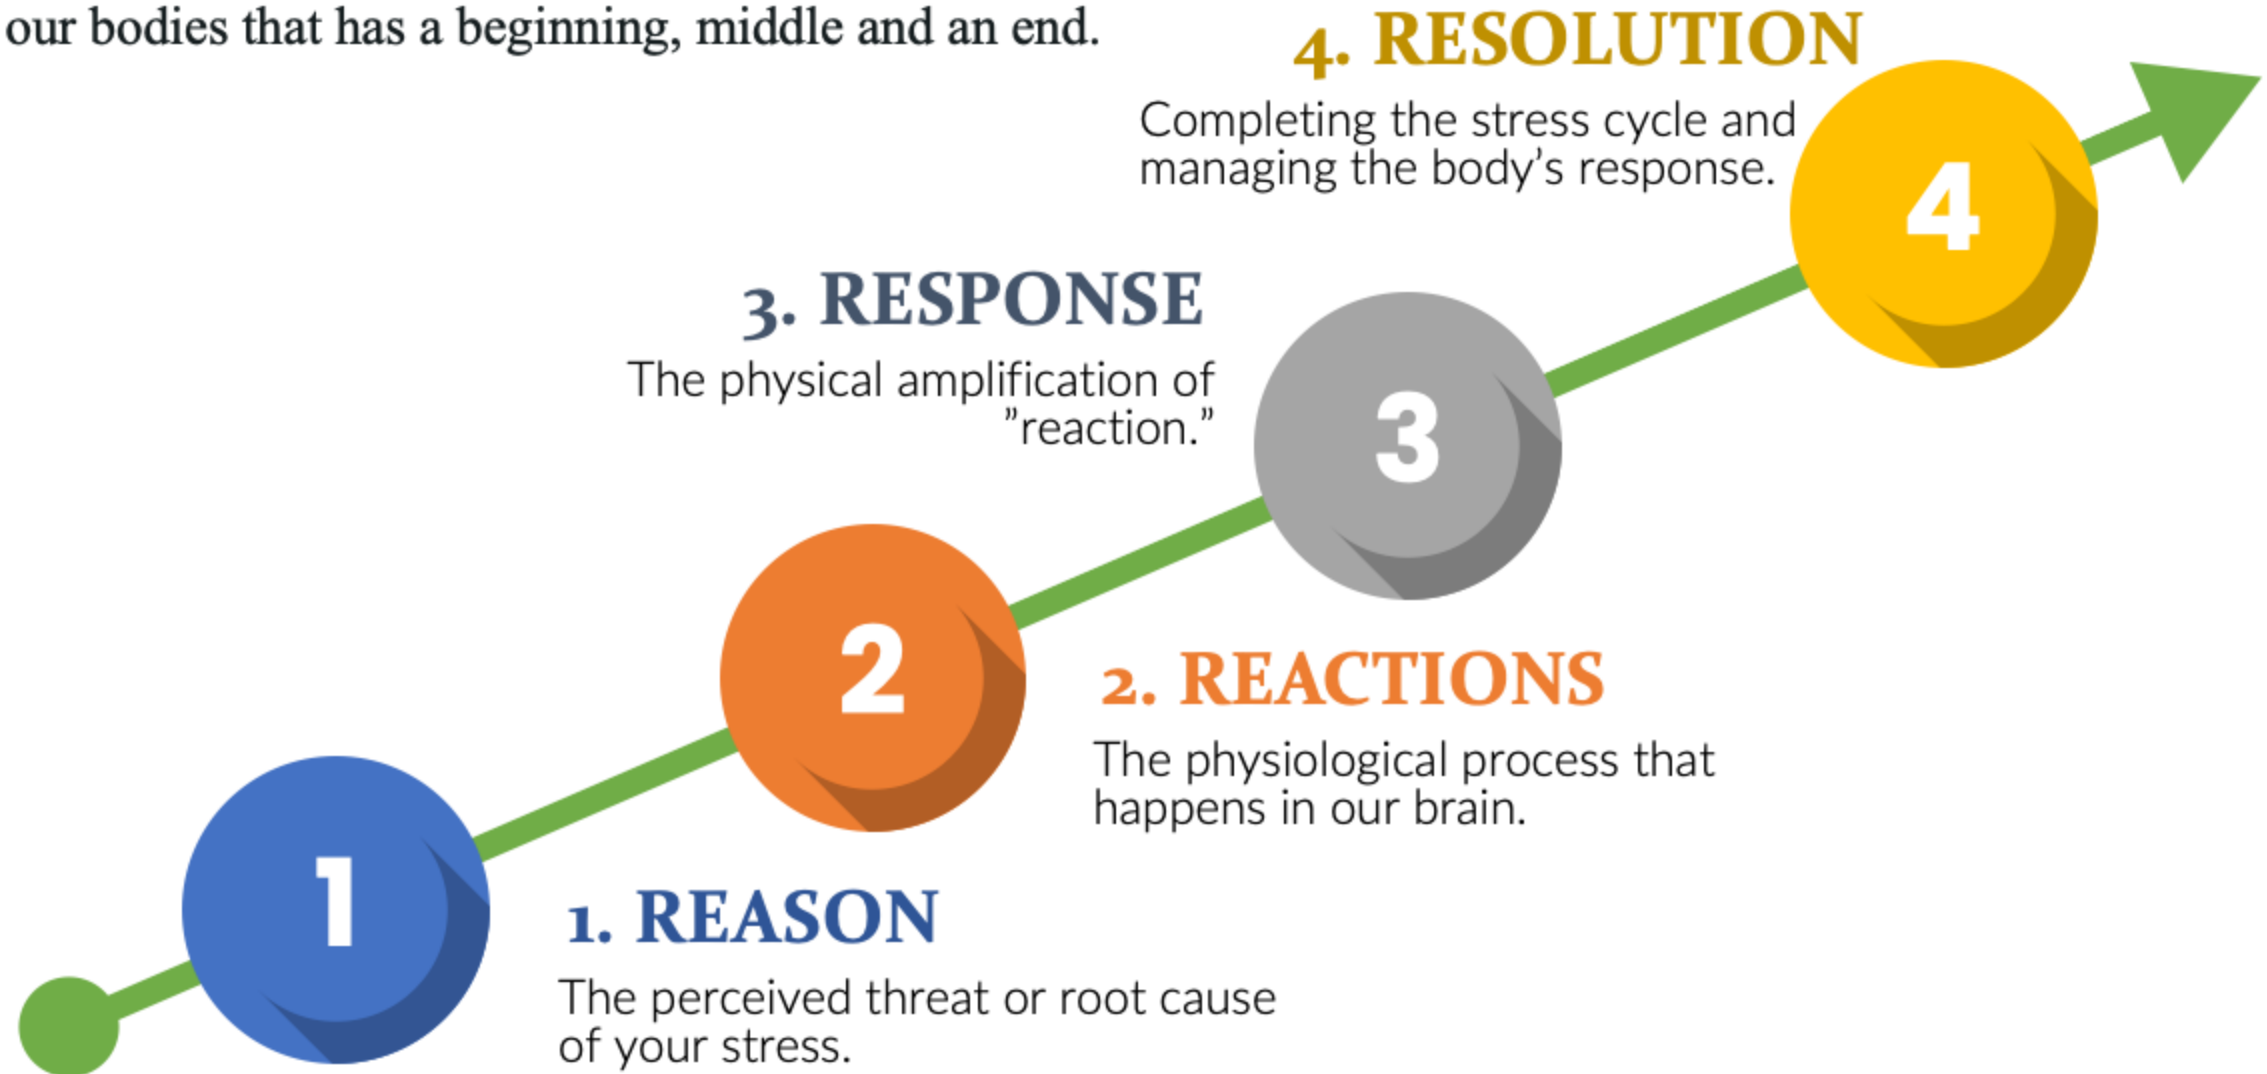 our bodies that has a beginning, middle and an end.
4. RESOLUTION
Completing the stress cycle and
managing the body’s response.
4
3. RESPONSE
The physical amplification of
”reaction.”
3
2
2. REACTIONS
The physiological process that
happens in our brain.
1
1. REASON
The perceived threat or root cause
of your stress.